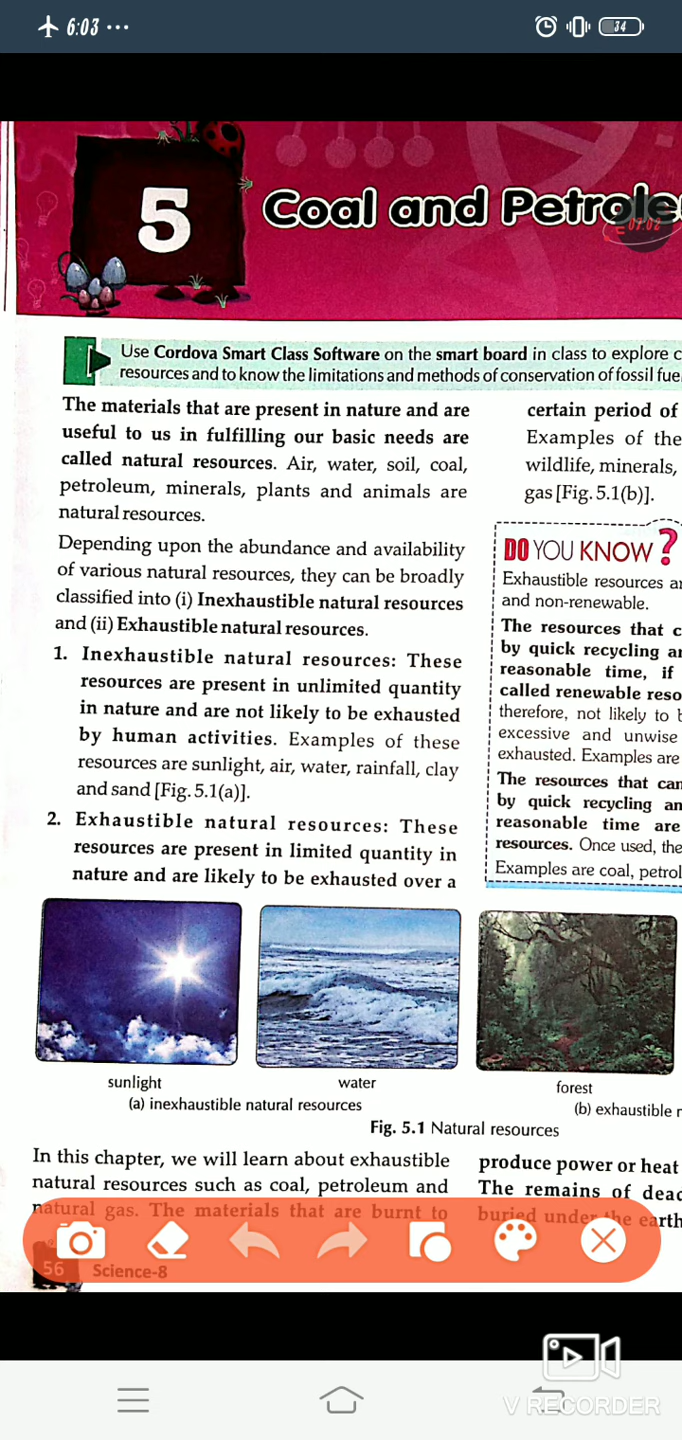 6:03 ...
34
5
Coal and Petrole
07:02
Use Cordova Smart Class Software on the smart board in class to explore c
resources and to know the limitations and methods of conservation of fossil fue
The materials that are present in nature and are
useful to us in fulfilling our basic needs are
called natural resources. Air, water, soil, coal,
petroleum, minerals, plants and animals are
natural resources.
Depending upon the abundance and availability
of various natural resources, they can be broadly
classified into (i) Inexhaustible natural resources
and (ii) Exhaustible natural resources.
1. Inexhaustible natural resources: These
resources are present in unlimited quantity
in nature and are not likely to be exhausted
by human activities. Examples of these
resources are sunlight, air, water, rainfall, clay
and sand [Fig. 5.1(a)].
2. Exhaustible natural resources: These
resources are present in limited quantity in
nature and are likely to be exhausted over a
certain period of
Examples of the
wildlife, minerals,
gas [Fig. 5.1(b)].
DO YOU KNOW ?
Exhaustible resources ar
and non-renewable.
The resources that c
by quick recycling an
reasonable time, if
called renewable reso
therefore, not likely to b
excessive and unwise
exhausted. Examples are
The resources that can
by quick recycling an
reasonable time are
resources. Once used, the
Examples are coal, petrol
sunlight
water
forest
(a) inexhaustible natural resources
(b) exhaustible r
Fig. 5.1 Natural resources
In this chapter, we will learn about exhaustible
natural resources such as coal, petroleum and
natural gas. The materials that are burnt to
produce power or heat
The remains of dead
buried under the earth
56 Science-8
V RECORDER